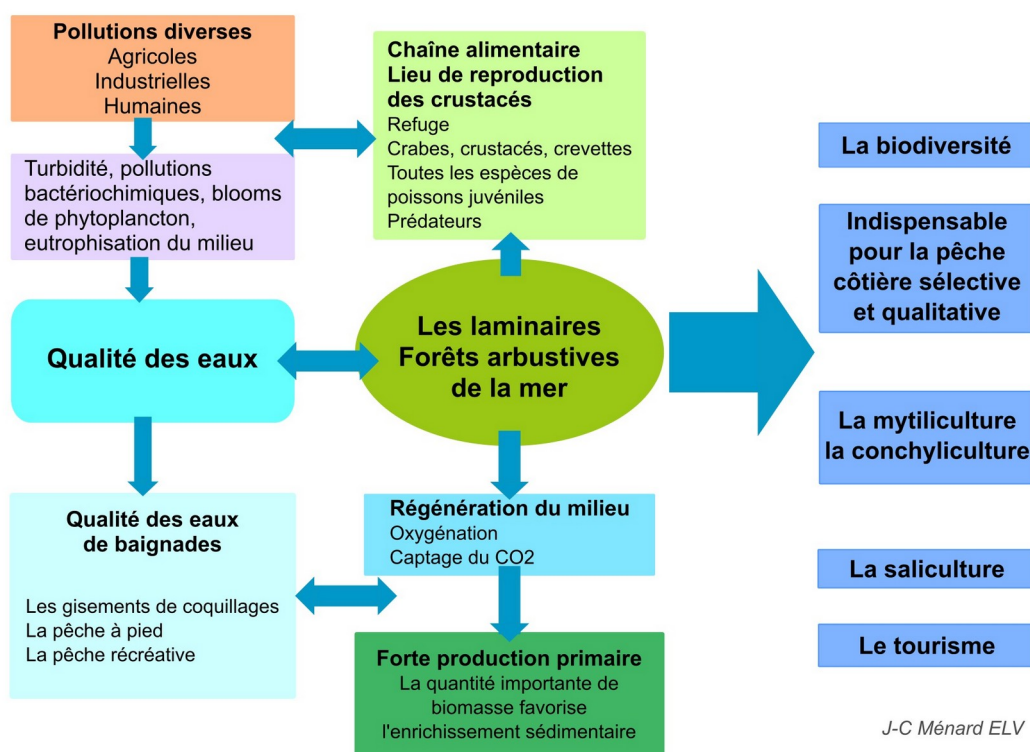 Pollutions diverses
Agricoles
Industrielles
Humaines
Turbidité, pollutions
bactériochimiques, blooms
de phytoplancton,
eutrophisation du milieu
Qualité des eaux
Qualité des eaux
de baignades
Les gisements de coquillages
La pêche à pied
La pêche récréative
Chaîne alimentaire
Lieu de reproduction
des crustacés
Refuge
Crabes, crustacés, crevettes
Toutes les espèces de
poissons juvéniles
Prédateurs
Les laminaires
Forêts arbustives
de la mer
Régénération du milieu
Oxygénation
Captage du CO2
Forte production primaire
La quantité importante de
biomasse favorise
l'enrichissement sédimentaire
La biodiversité
Indispensable
pour la pêche
côtière sélective
et qualitative
La mytiliculture
la conchyliculture
La saliculture
Le tourisme
J-C Ménard ELV